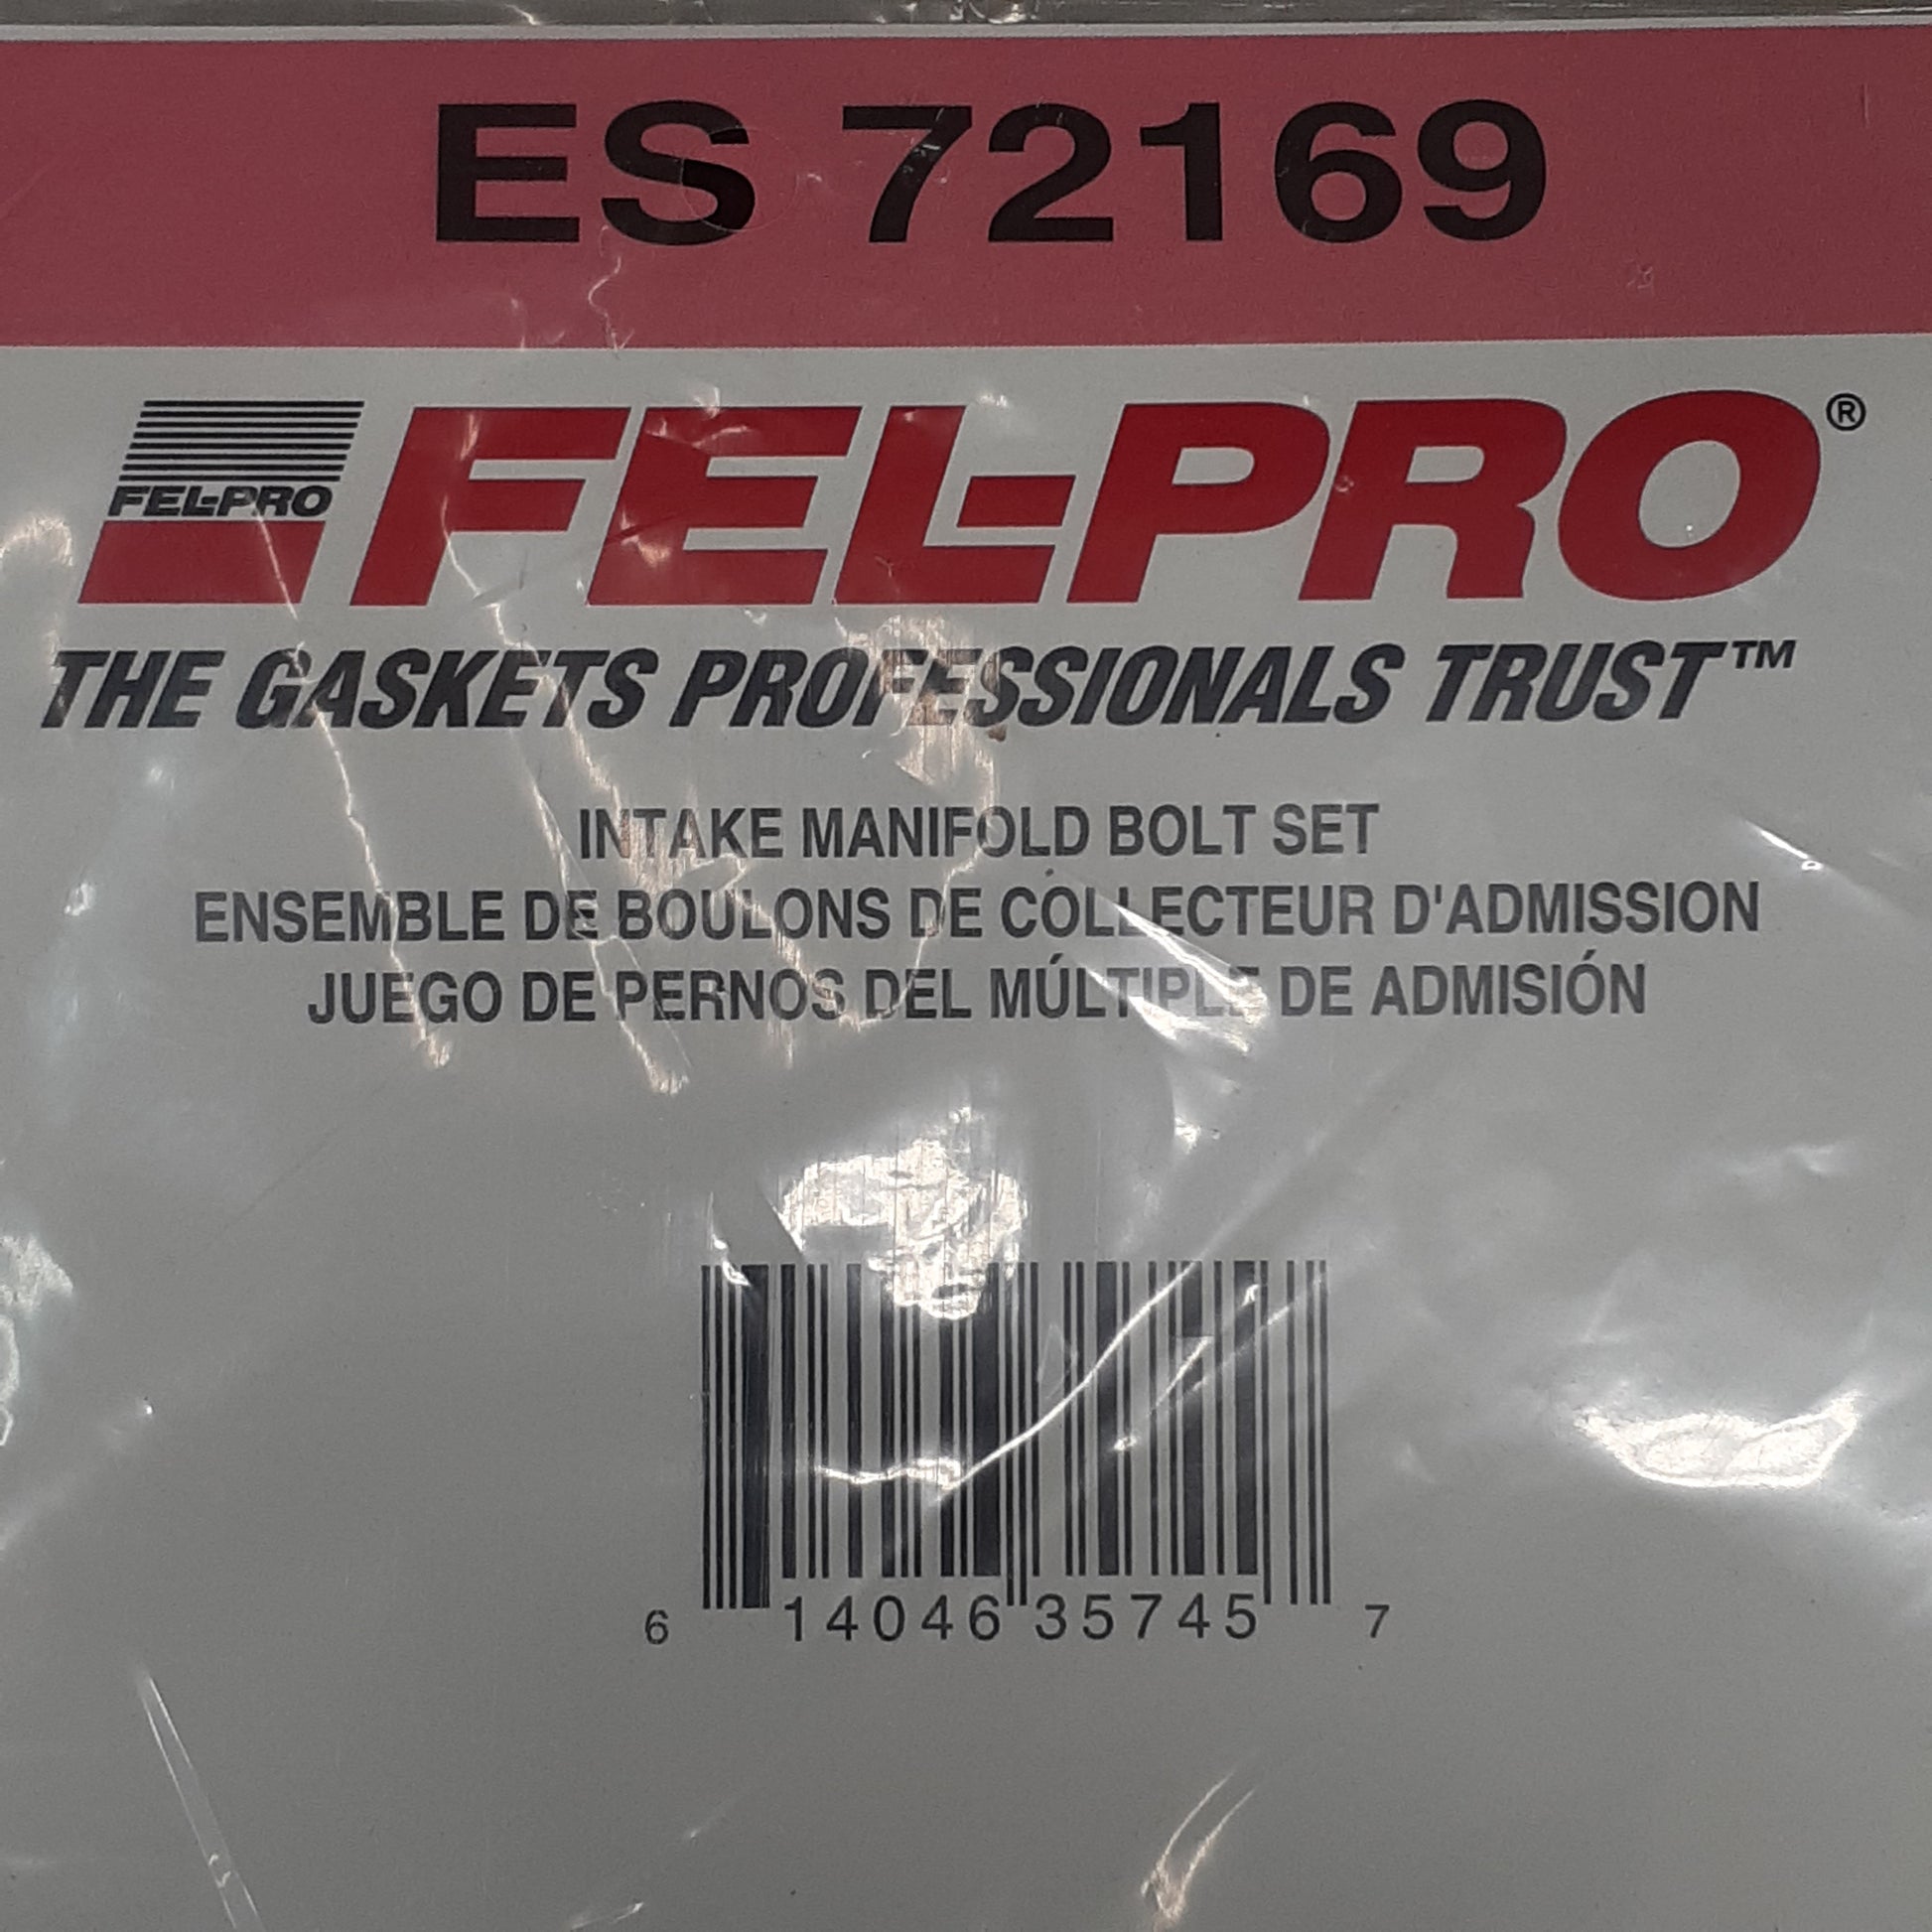 ES 72169
FEL-PRO
FEL-PRO®
THE GASKETS PROFESSIONALS TRUST™
INTAKE MANIFOLD BOLT SET
ENSEMBLE DE BOULONS DE COLLECTEUR D'ADMISSION
JUEGO DE PERNOS DEL MÚLTIPLE DE ADMISIÓN
6 14046 35745 7